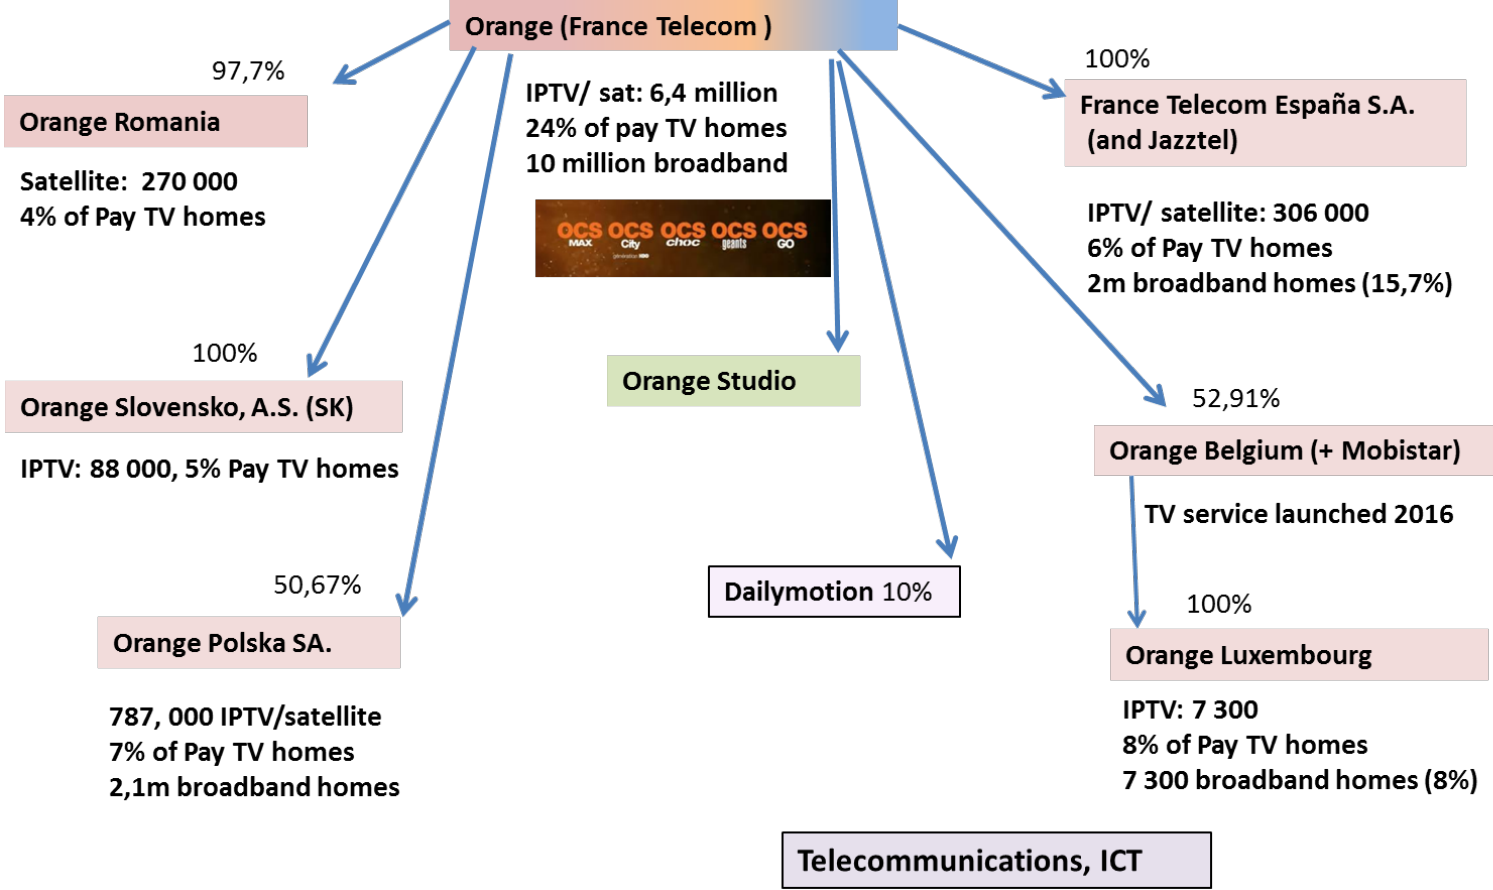 Orange (France Telecom )
97,7%
Orange Romania
Satellite: 270 000
4% of Pay TV homes
IPTV/ sat: 6,4 million
24% of pay TV homes
10 million broadband
OCS OCS OCS OCS OCS
MAX City choc geants GO
génération HBO
100%
France Telecom España S.A.
(and Jazztel)
IPTV/ satellite: 306 000
6% of Pay TV homes
2m broadband homes (15,7%)
100%
Orange Slovensko, A.S. (SK)
IPTV: 88 000, 5% Pay TV homes
Orange Studio
52,91%
Orange Belgium (+ Mobistar)
TV service launched 2016
50,67%
Orange Polska SA.
787, 000 IPTV/satellite
7% of Pay TV homes
2,1m broadband homes
Dailymotion 10%
100%
Orange Luxembourg
IPTV: 7 300
8% of Pay TV homes
7 300 broadband homes (8%)
Telecommunications, ICT